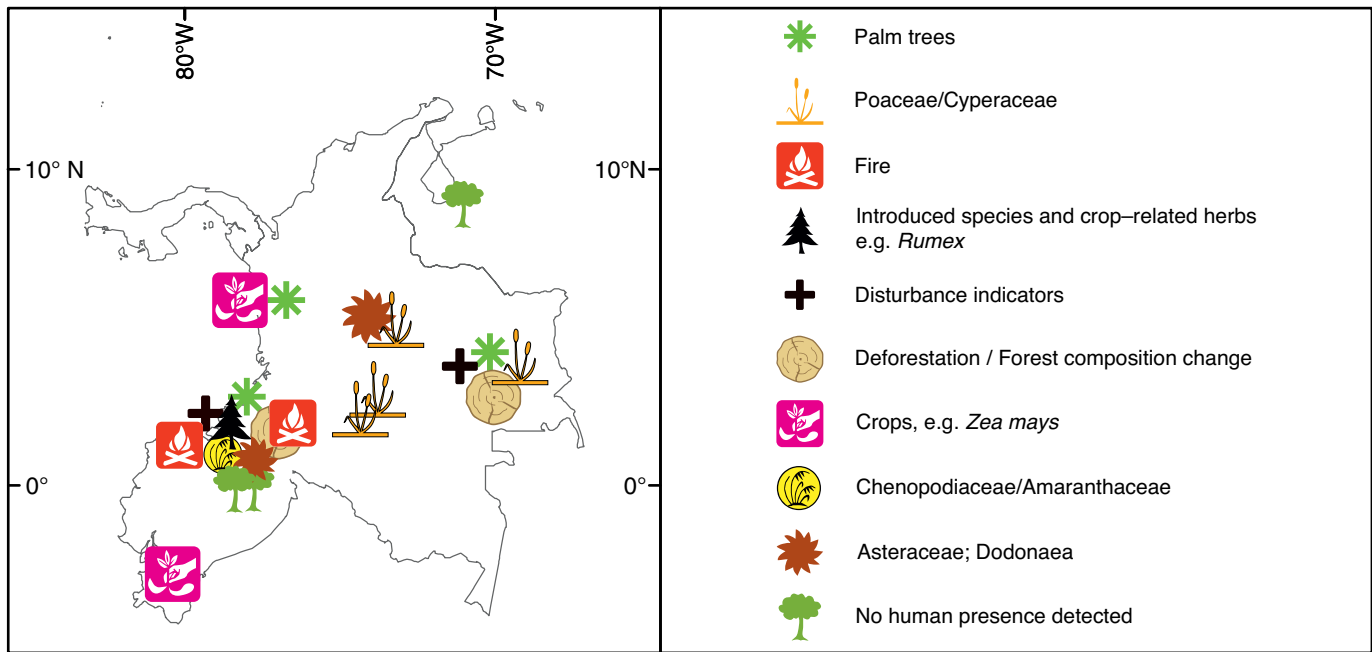 80°W
70°W
10° N
10°N
0°
0°
Palm trees
Poaceae/Cyperaceae
Fire
Introduced species and crop–related herbs
e.g. Rumex
Disturbance indicators
Deforestation / Forest composition change
Crops, e.g. Zea mays
Chenopodiaceae/Amaranthaceae
Asteraceae; Dodonaea
No human presence detected